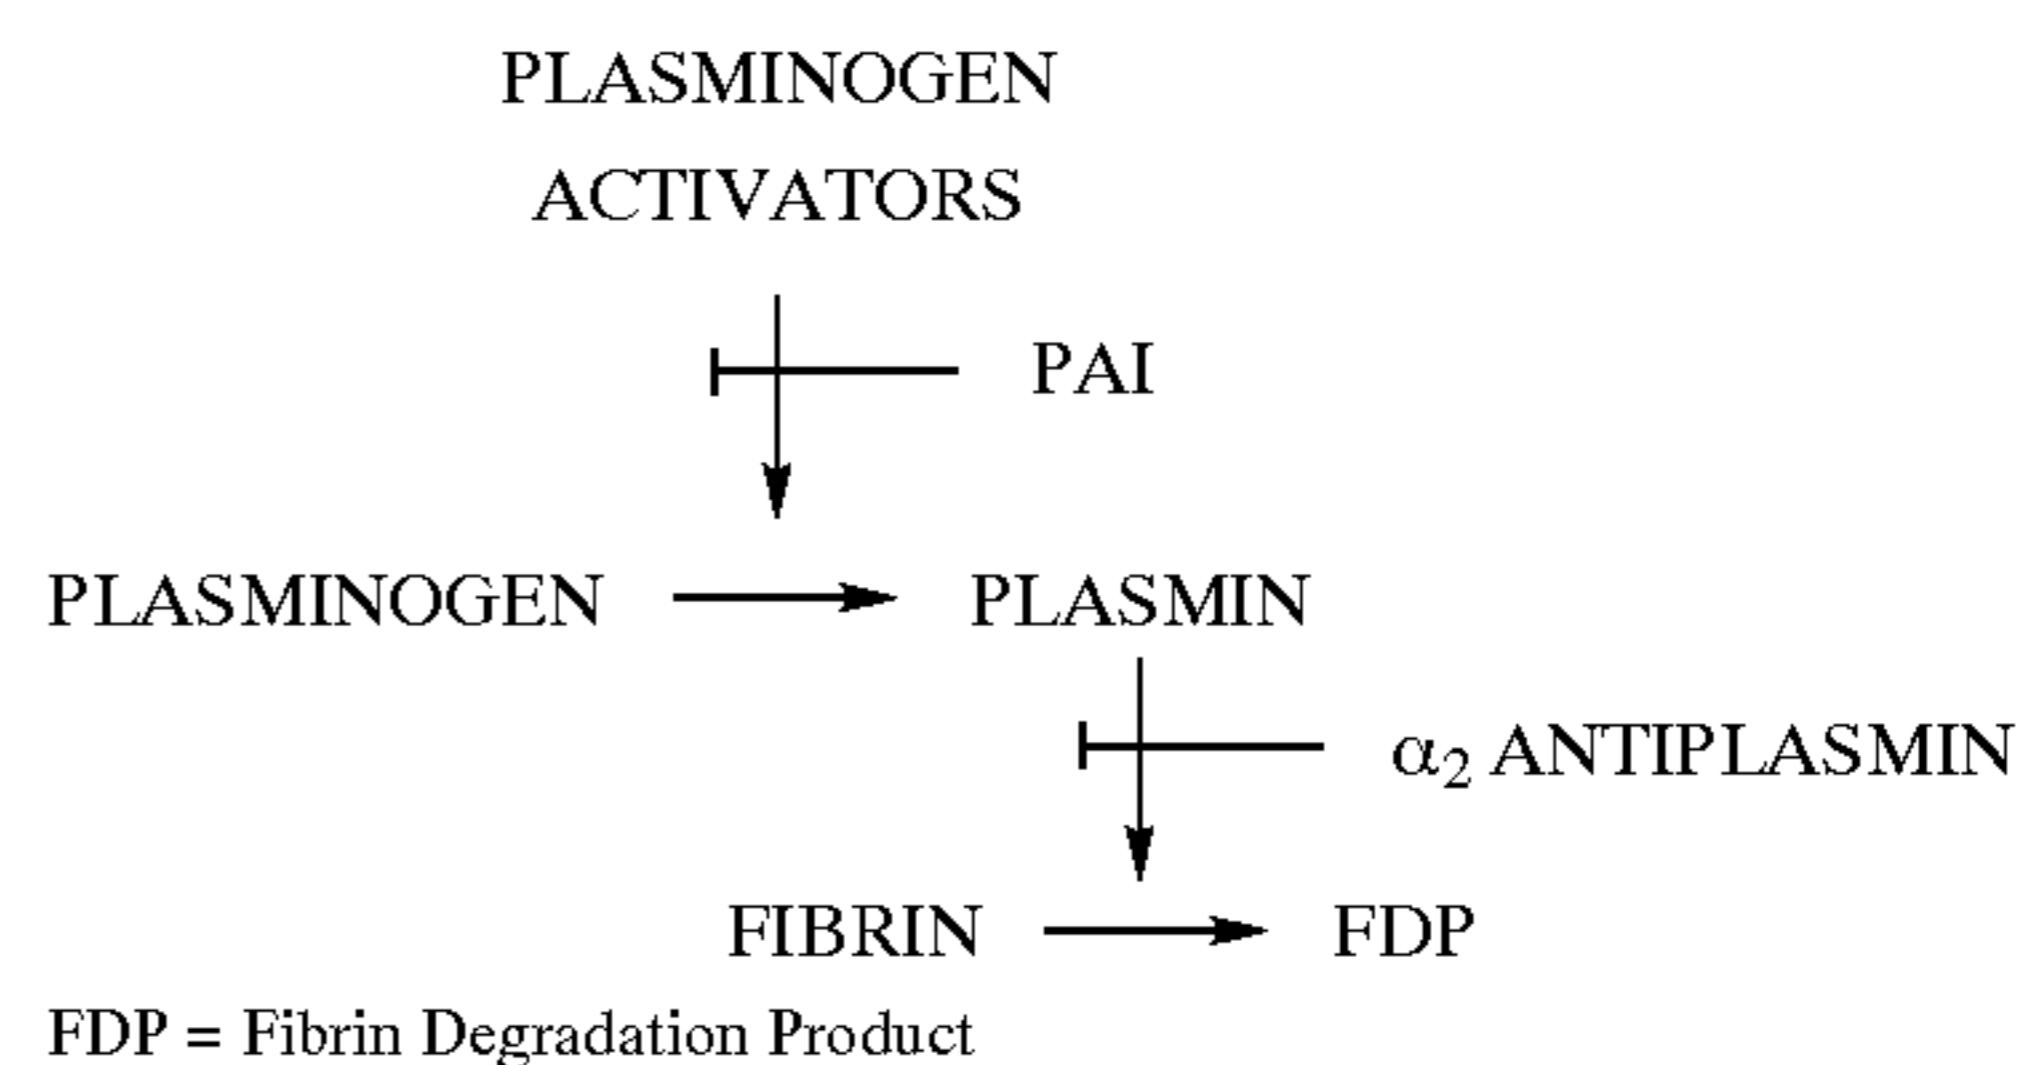 PLASMINOGEN
ACTIVATORS
PAI
PLASMINOGEN PLASMIN
α₂ ANTIPLASMIN
FIBRIN FDP
FDP = Fibrin Degradation Product